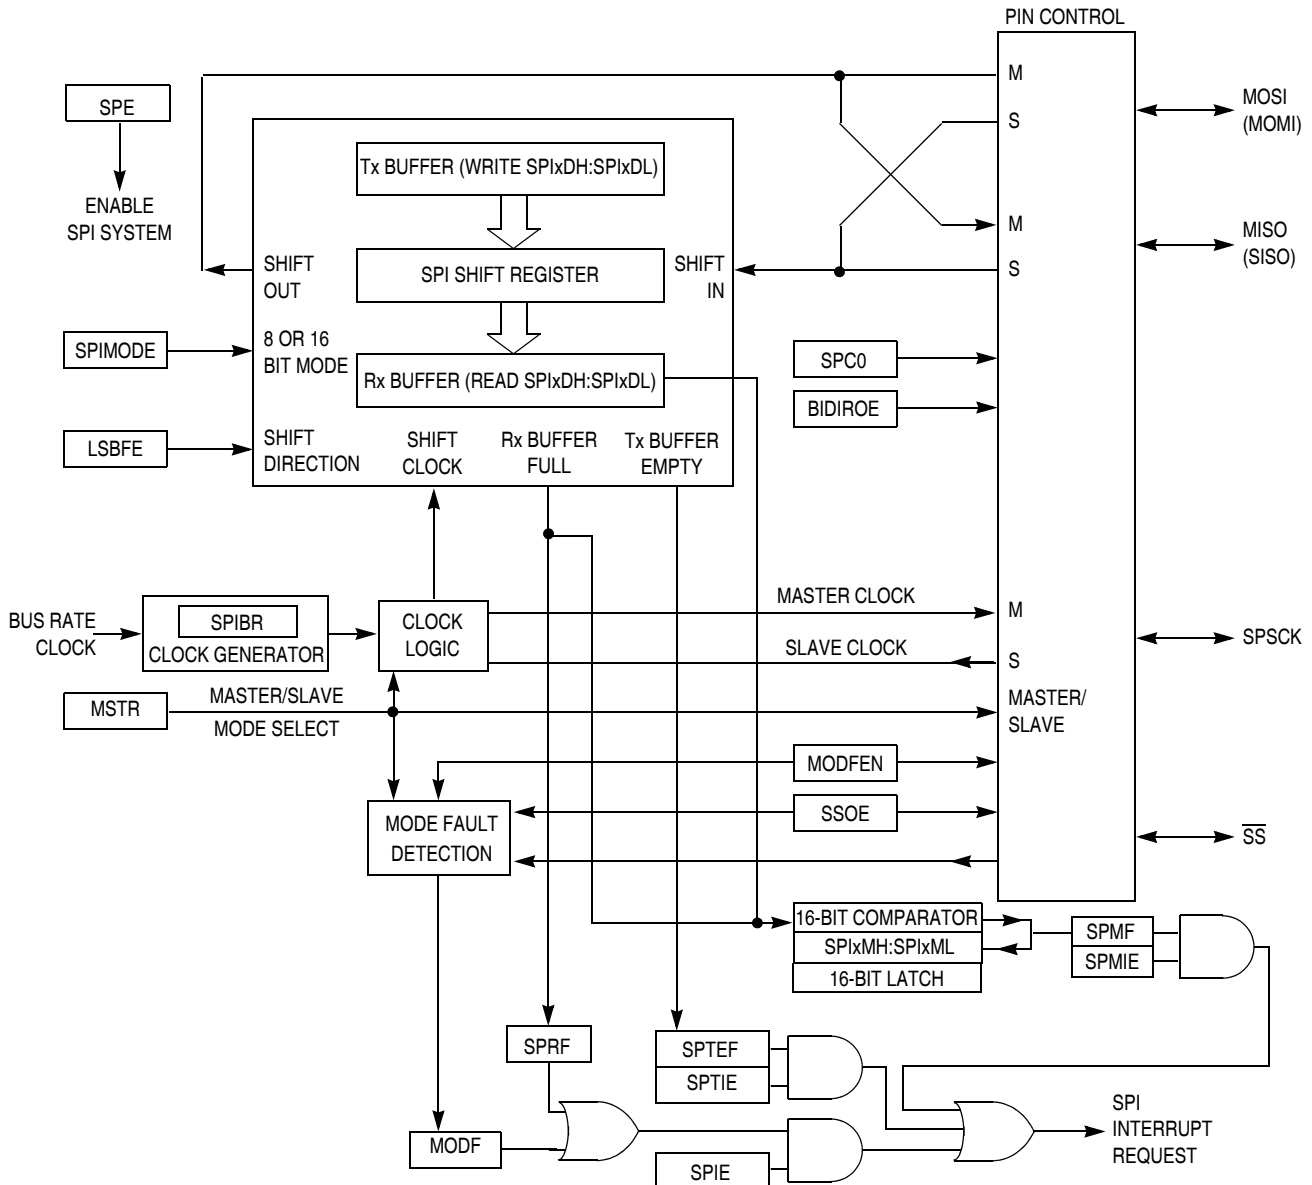 PIN CONTROL
M
MOSI
(MOMI)
SPE
S
Tx BUFFER (WRITE SPIxDH:SPIxDL)
ENABLE
SPI SYSTEM
M
MISO
(SISO)
SHIFT
OUT
SPI SHIFT REGISTER
SHIFT
IN
S
SPIMODE
8 OR 16
BIT MODE
SPC0
Rx BUFFER (READ SPIxDH:SPIxDL)
BIDIROE
LSBFE
SHIFT
DIRECTION
SHIFT
CLOCK
Rx BUFFER
FULL
Tx BUFFER
EMPTY
MASTER CLOCK
M
BUS RATE
CLOCK
SPIBR
CLOCK GENERATOR
CLOCK
LOGIC
SPSCK
SLAVE CLOCK
S
MSTR
MASTER/SLAVE
MODE SELECT
MASTER/
SLAVE
MODFEN
SSOE
MODE FAULT
DETECTION
SS
16-BIT COMPARATOR
SPIxMH:SPIxML
16-BIT LATCH
SPMF
SPMIE
SPRF
SPTEF
SPTIE
MODF
SPIE
SPI
INTERRUPT
REQUEST